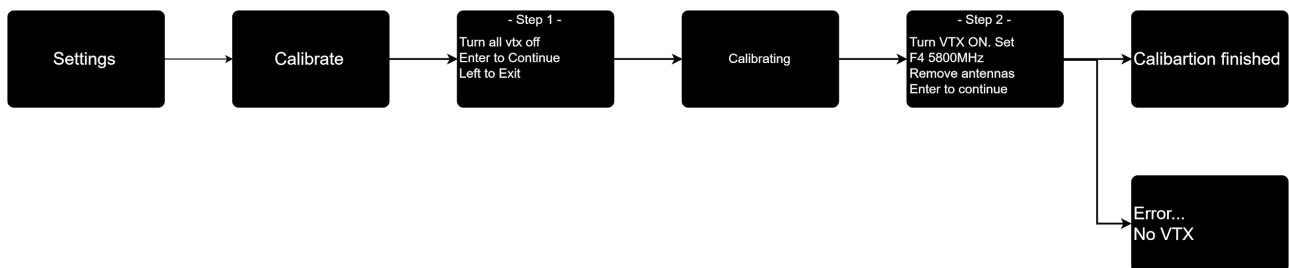 Settings
Calibrate
- Step 1 -
Turn all vtx off
Enter to Continue
Left to Exit
Calibrating
- Step 2 -
Turn VTX ON. Set
F4 5800MHz
Remove antennas
Enter to continue
Calibartion finished
Error...
No VTX